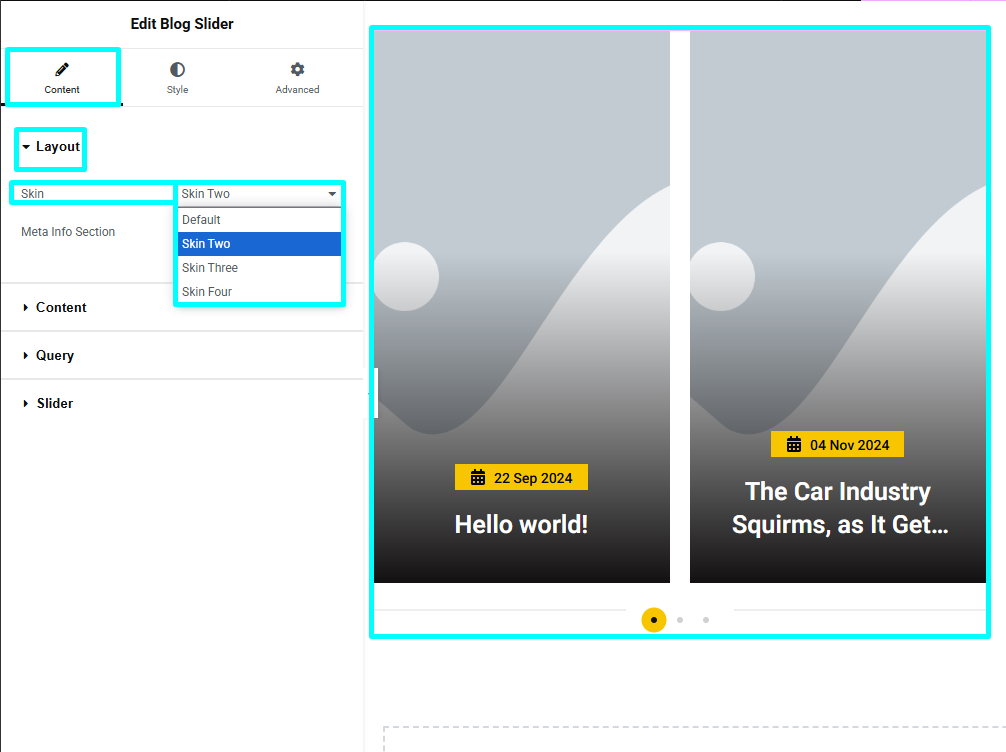 Edit Blog Slider
Content
Style
Advanced
Layout
Skin
Skin Two
Default
Skin Two
Skin Three
Skin Four
Meta Info Section
Content
Query
Slider
22 Sep 2024
Hello world!
04 Nov 2024
The Car Industry
Squirms, as It Get...